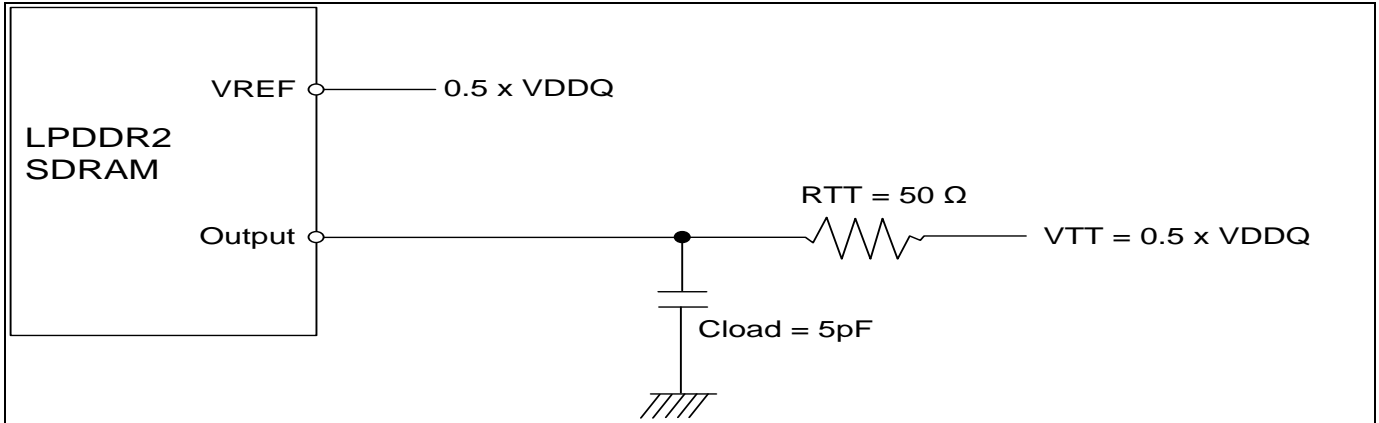 VREF
0.5 x VDDQ
LPDDR2
SDRAM
RTT = 50 Ω
Output
VTT = 0.5 x VDDQ
Cload = 5pF